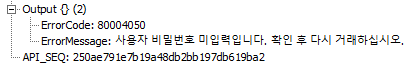 Output {} (2)
ErrorCode: 80004050
ErrorMessage: 사용자 비밀번호 미입력입니다. 확인 후 다시 거래하십시오.
API_SEQ: 250ae791e7b19a48db2bb197db619ba2